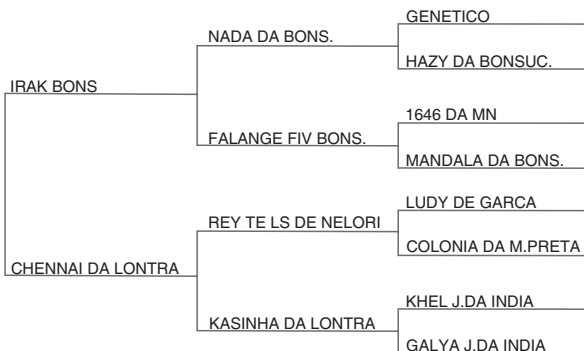 GENETICO
NADA DA BONS.
HAZY DA BONSUC.
IRAK BONS
1646 DA MN
FALANGE FIV BONS.
MANDALA DA BONS.
LUDY DE GARCA
REY TE LS DE NELORI
COLONIA DA M.PRETA
CHENNAI DA LONTRA
KHEL J.DA INDIA
KASINHA DA LONTRA
GALYA J.DA INDIA